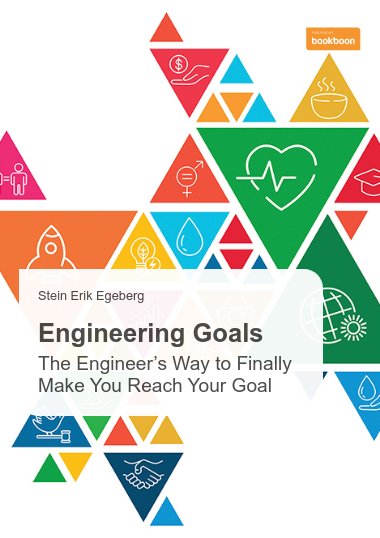 bookboon
Stein Erik Egeberg
Engineering Goals
The Engineer's Way to Finally
Make You Reach Your Goal